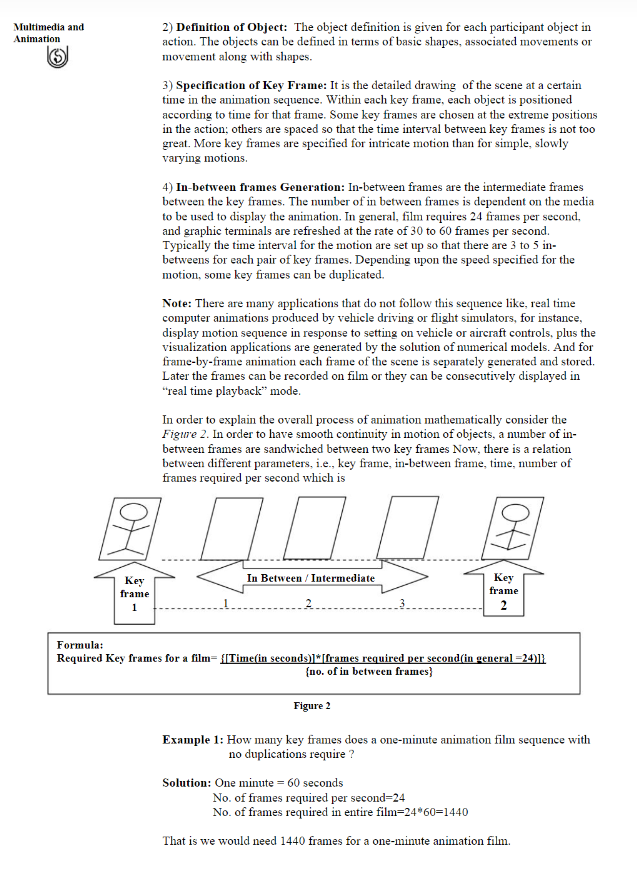 Multimedia and
Animation
2) Definition of Object: The object definition is given for each participant object in
action. The objects can be defined in terms of basic shapes, associated movements or
movement along with shapes.
3) Specification of Key Frame: It is the detailed drawing of the scene at a certain
time in the animation sequence. Within each key frame, each object is positioned
according to time for that frame. Some key frames are chosen at the extreme positions
in the action; others are spaced so that the time interval between key frames is not too
great. More key frames are specified for intricate motion than for simple, slowly
varying motions.
4) In-between frames Generation: In-between frames are the intermediate frames
between the key frames. The number of in between frames is dependent on the media
to be used to display the animation. In general, film requires 24 frames per second,
and graphic terminals are refreshed at the rate of 30 to 60 frames per second.
Typically the time interval for the motion are set up so that there are 3 to 5 in-
betweens for each pair of key frames. Depending upon the speed specified for the
motion, some key frames can be duplicated.
Note: There are many applications that do not follow this sequence like, real time
computer animations produced by vehicle driving or flight simulators, for instance,
display motion sequence in response to setting on vehicle or aircraft controls, plus the
visualization applications are generated by the solution of numerical models. And for
frame-by-frame animation each frame of the scene is separately generated and stored.
Later the frames can be recorded on film or they can be consecutively displayed in
“real time playback” mode.
In order to explain the overall process of animation mathematically consider the
Figure 2. In order to have smooth continuity in motion of objects, a number of in-
between frames are sandwiched between two key frames Now, there is a relation
between different parameters, i.e., key frame, in-between frame, time, number of
frames required per second which is
Key
frame
1
In Between / Intermediate
1 2 3
Key
frame
2
Formula:
Required Key frames for a film= {[Time(in seconds)]*[frames required per second(in general =24)]}
{no. of in between frames}
Figure 2
Example 1: How many key frames does a one-minute animation film sequence with
no duplications require ?
Solution: One minute = 60 seconds
No. of frames required per second=24
No. of frames required in entire film=24*60=1440
That is we would need 1440 frames for a one-minute animation film.